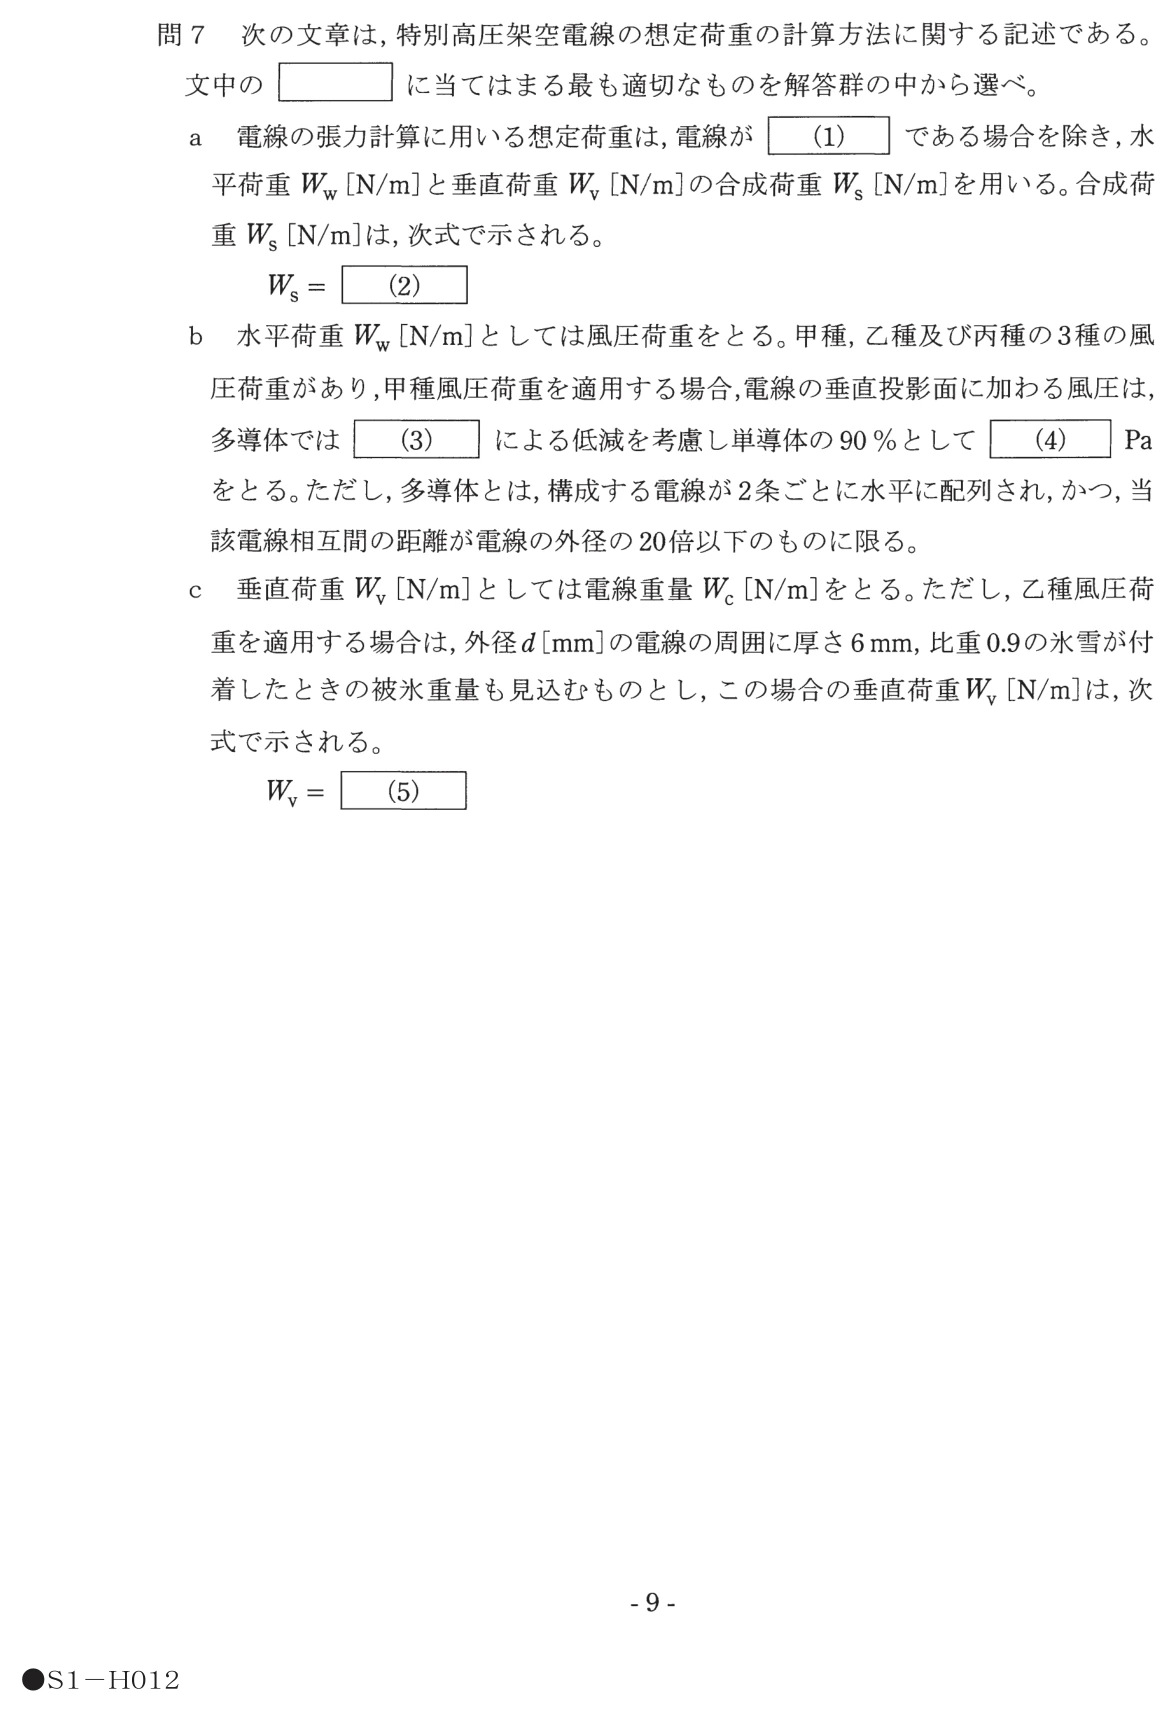 問７　次の文章は，特別高圧架空電線の想定荷重の計算方法に関する記述である。
文中の　　　　に当てはまる最も適切なものを解答群の中から選べ。
a　電線の張力計算に用いる想定荷重は，電線が (1) である場合を除き，水
平荷重 Ww [N/m]と垂直荷重 Wv [N/m]の合成荷重 Ws [N/m]を用いる。合成荷
重 Ws [N/m]は，次式で示される。
Ws = (2)
b　水平荷重 Ww [N/m]としては風圧荷重をとる。甲種，乙種及び丙種の3種の風
圧荷重があり，甲種風圧荷重を適用する場合，電線の垂直投影面に加わる風圧は，
多導体では (3) による低減を考慮し単導体の 90 %として (4) Pa
をとる。ただし，多導体とは，構成する電線が2条ごとに水平に配列され，かつ，当
該電線相互間の距離が電線の外径の20倍以下のものに限る。
c　垂直荷重 Wv [N/m]としては電線重量 Wc [N/m]をとる。ただし，乙種風圧荷
重を適用する場合は，外径d[mm]の電線の周囲に厚さ6 mm，比重0.9の氷雪が付
着したときの被氷重量も見込むものとし，この場合の垂直荷重Wv [N/m]は，次
式で示される。
Wv = (5)
- 9 -
●S1－H012